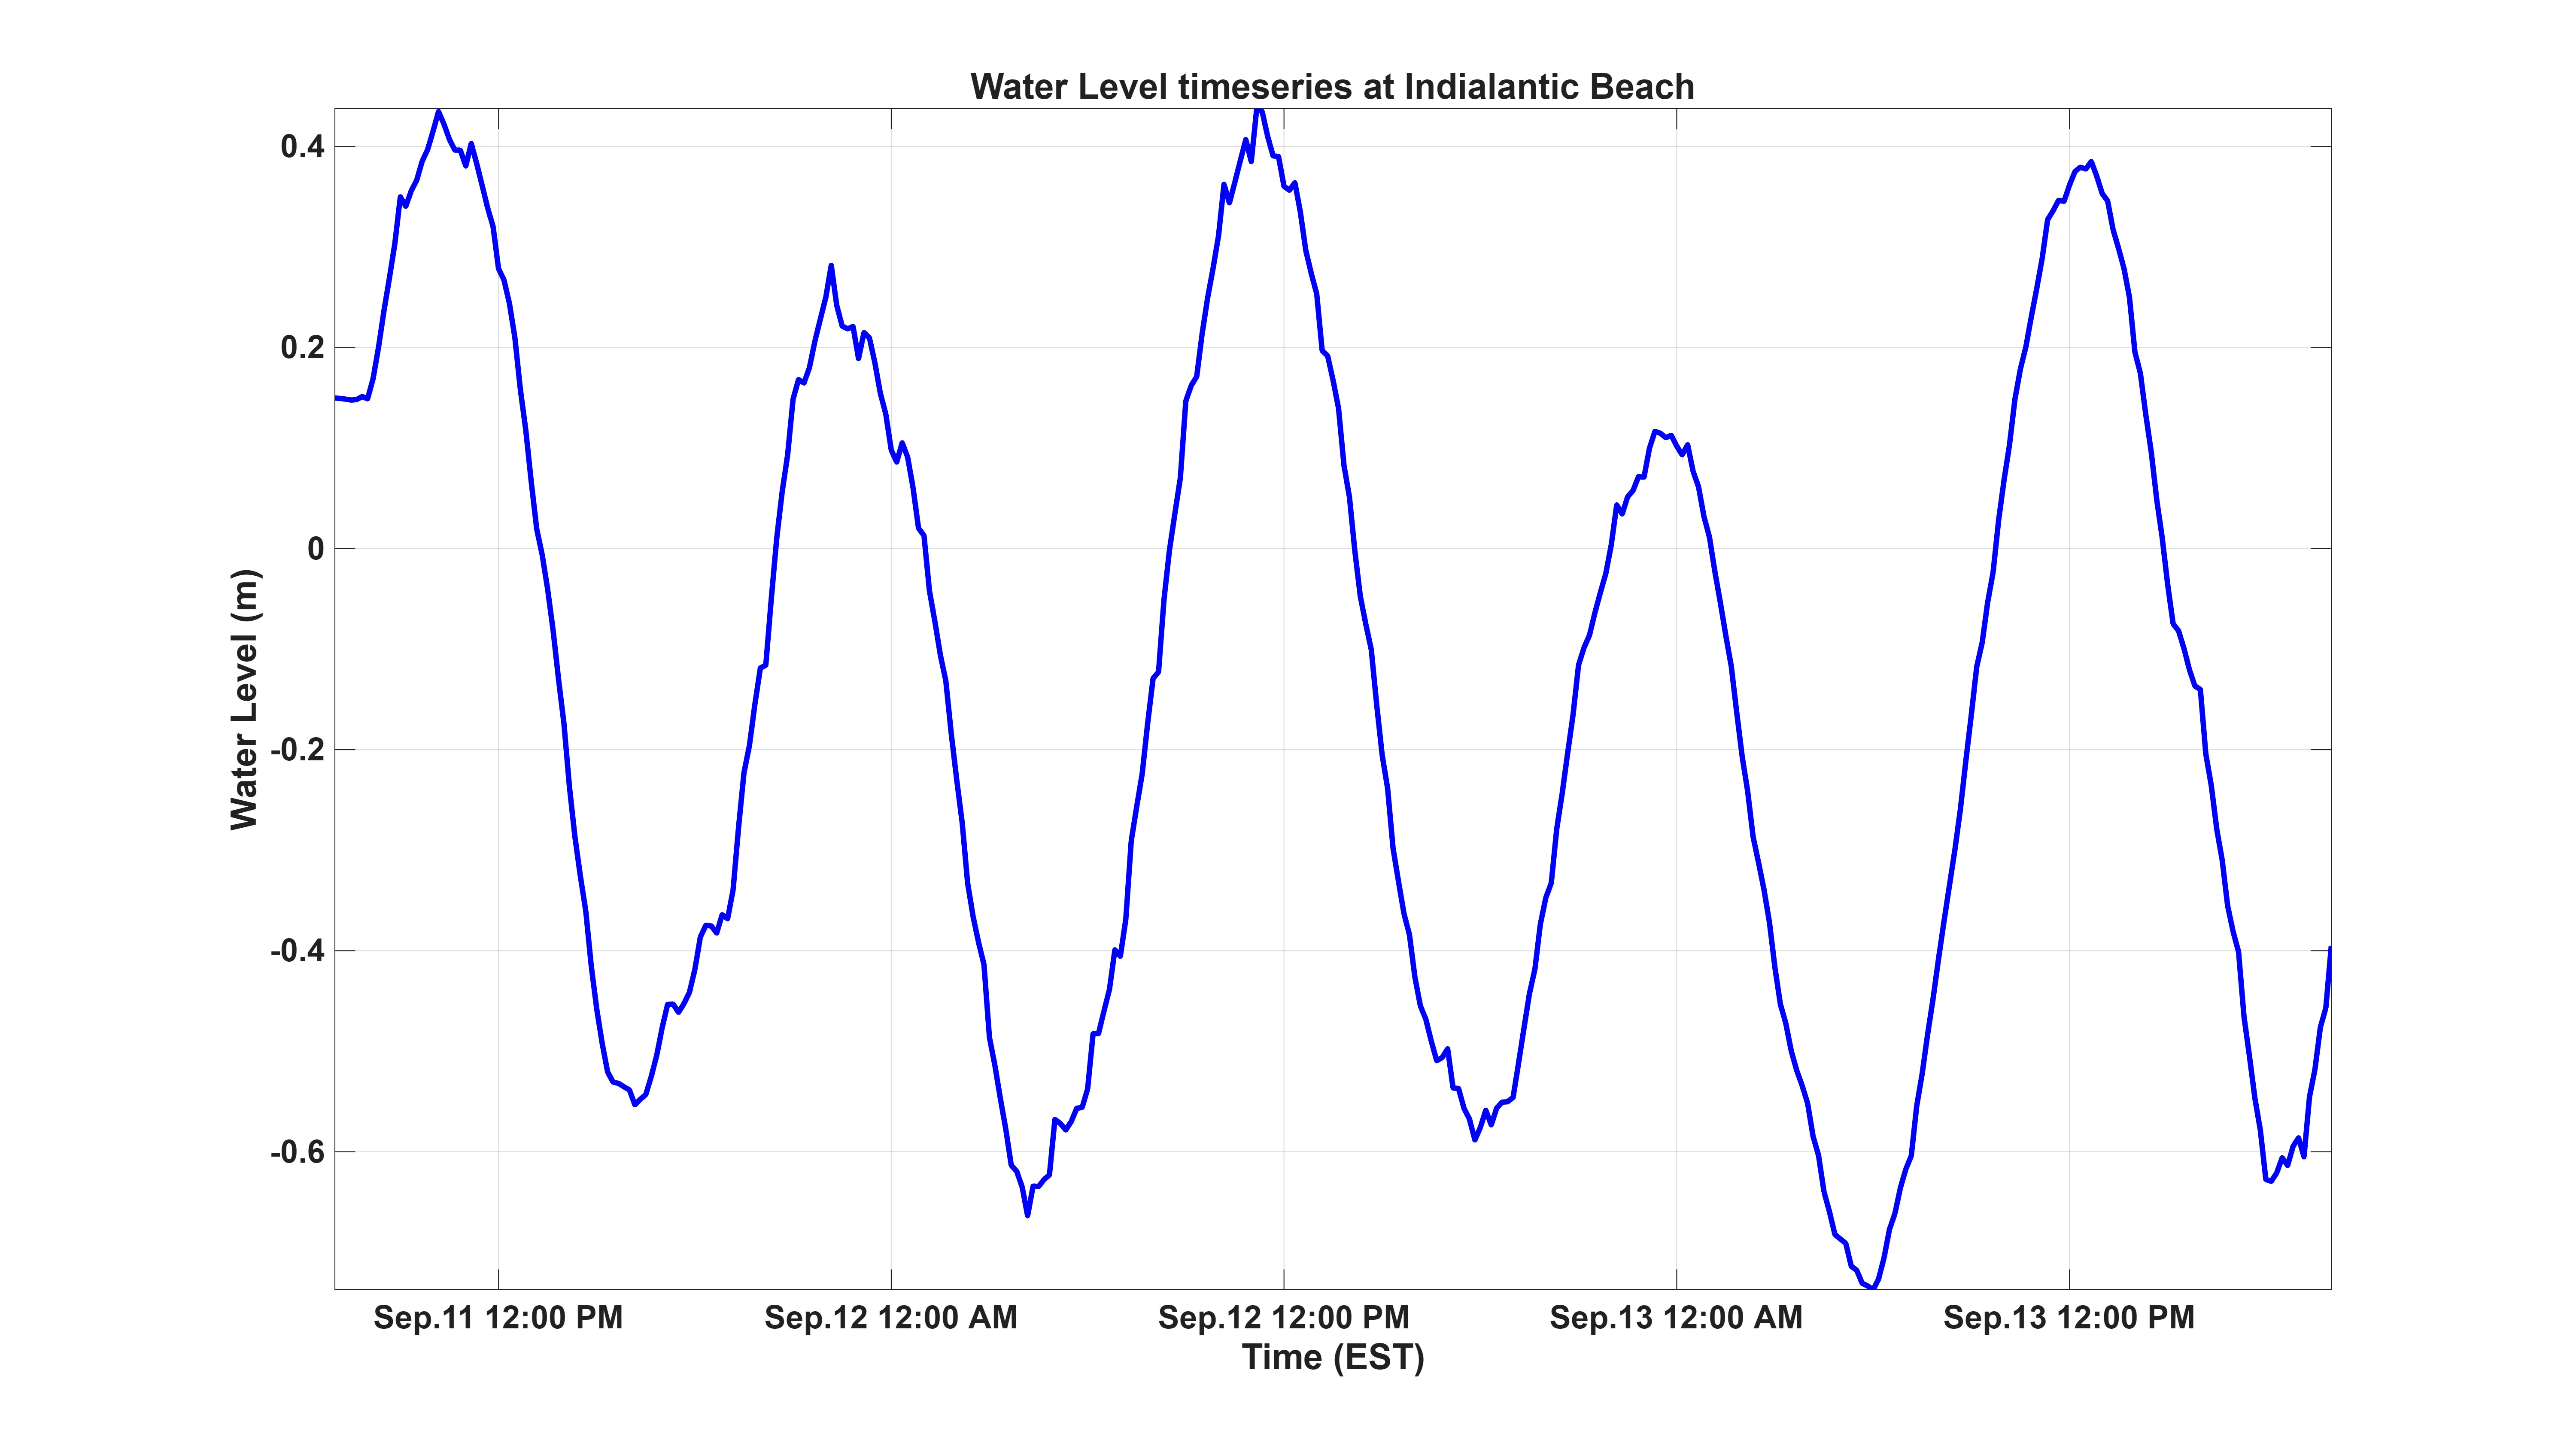 Water Level timeseries at Indialantic Beach
0.4
0.2
0
-0.2
-0.4
-0.6
Water Level (m)
Sep.11 12:00 PM
Sep.12 12:00 AM
Sep.12 12:00 PM
Sep.13 12:00 AM
Sep.13 12:00 PM
Time (EST)